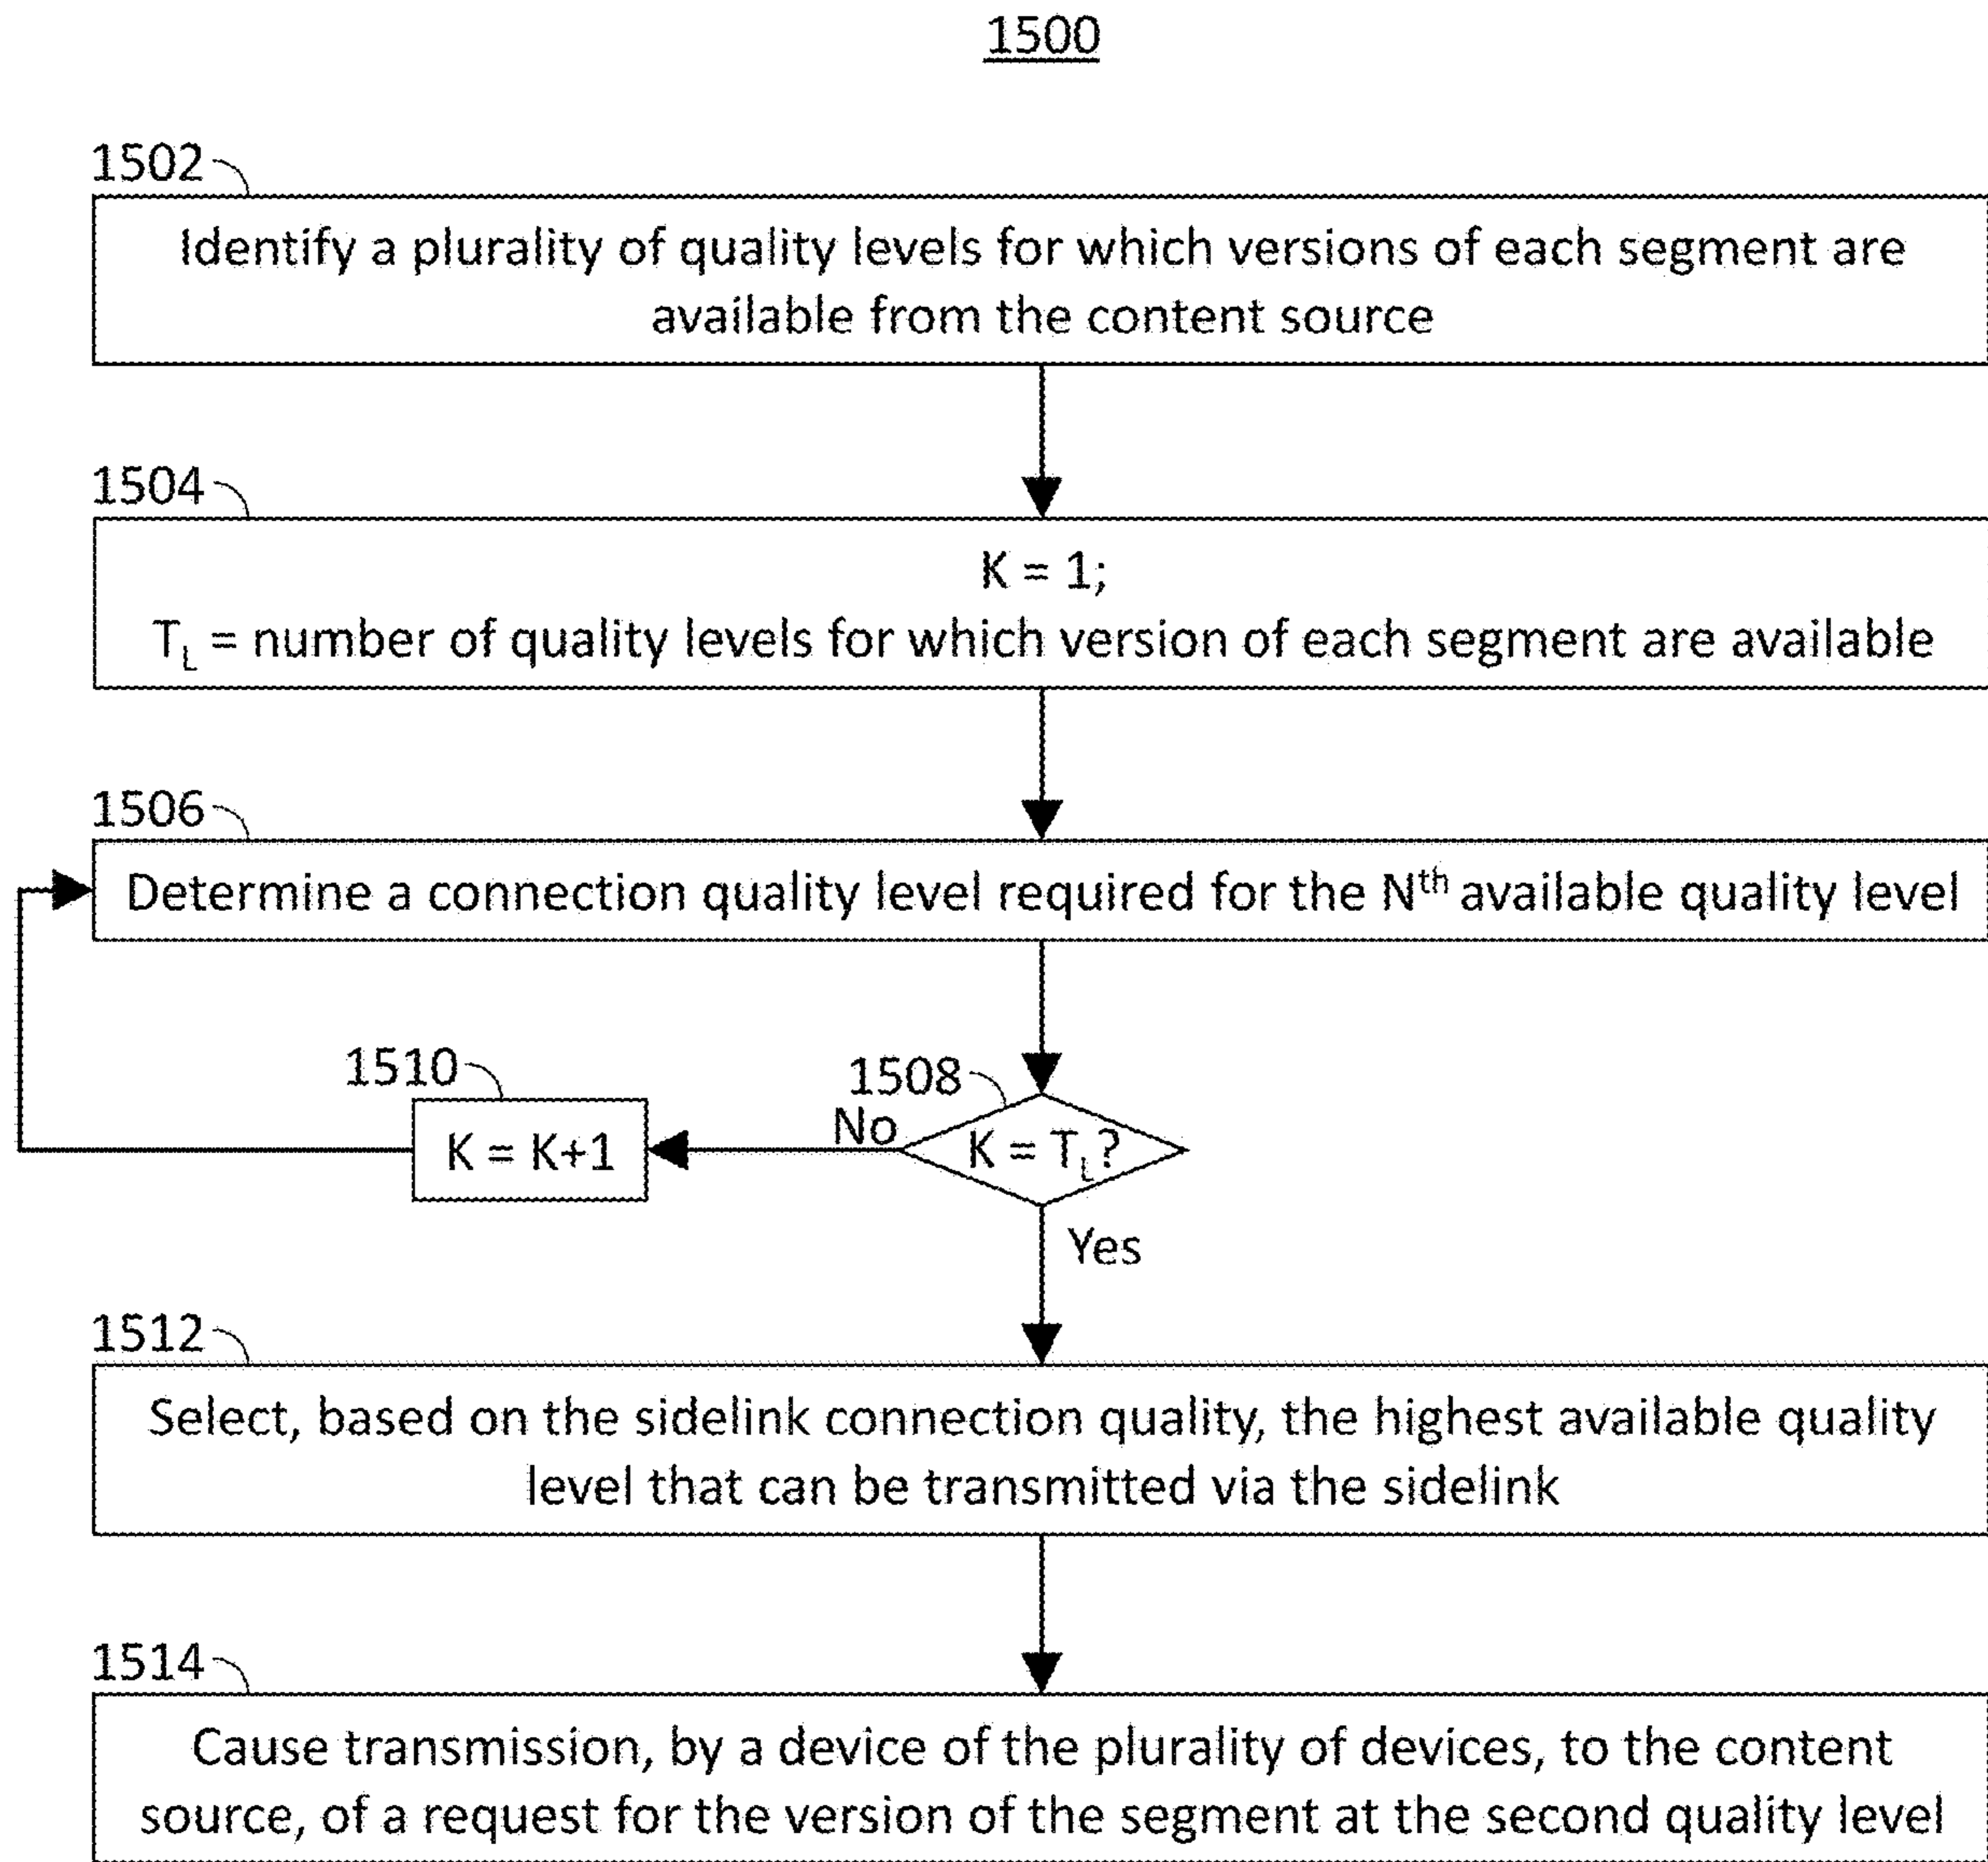 1500
1502
Identify a plurality of quality levels for which versions of each segment are
available from the content source
1504
K = 1;
T_L = number of quality levels for which version of each segment are available
1506
Determine a connection quality level required for the Nth available quality level
1510
1508
K = K+1
No
K = T_L?
Yes
1512
Select, based on the sidelink connection quality, the highest available quality
level that can be transmitted via the sidelink
1514
Cause transmission, by a device of the plurality of devices, to the content
source, of a request for the version of the segment at the second quality level